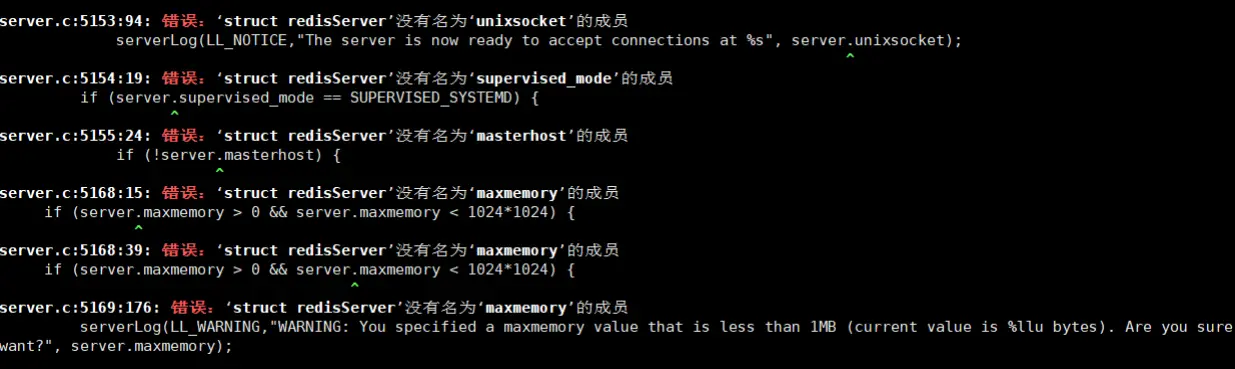 server.c:5153:94: 错误：‘struct redisServer’没有名为‘unixsocket’的成员
serverLog(LL_NOTICE,"The server is now ready to accept connections at %s", server.unixsocket);
^
server.c:5154:19: 错误：‘struct redisServer’没有名为‘supervised_mode’的成员
if (server.supervised_mode == SUPERVISED_SYSTEMD) {
^
server.c:5155:24: 错误：‘struct redisServer’没有名为‘masterhost’的成员
if (!server.masterhost) {
^
server.c:5168:15: 错误：‘struct redisServer’没有名为‘maxmemory’的成员
if (server.maxmemory > 0 && server.maxmemory < 1024*1024) {
^
server.c:5168:39: 错误：‘struct redisServer’没有名为‘maxmemory’的成员
if (server.maxmemory > 0 && server.maxmemory < 1024*1024) {
^
server.c:5169:176: 错误：‘struct redisServer’没有名为‘maxmemory’的成员
serverLog(LL_WARNING,"WARNING: You specified a maxmemory value that is less than 1MB (current value is %llu bytes). Are you sure
want?", server.maxmemory);